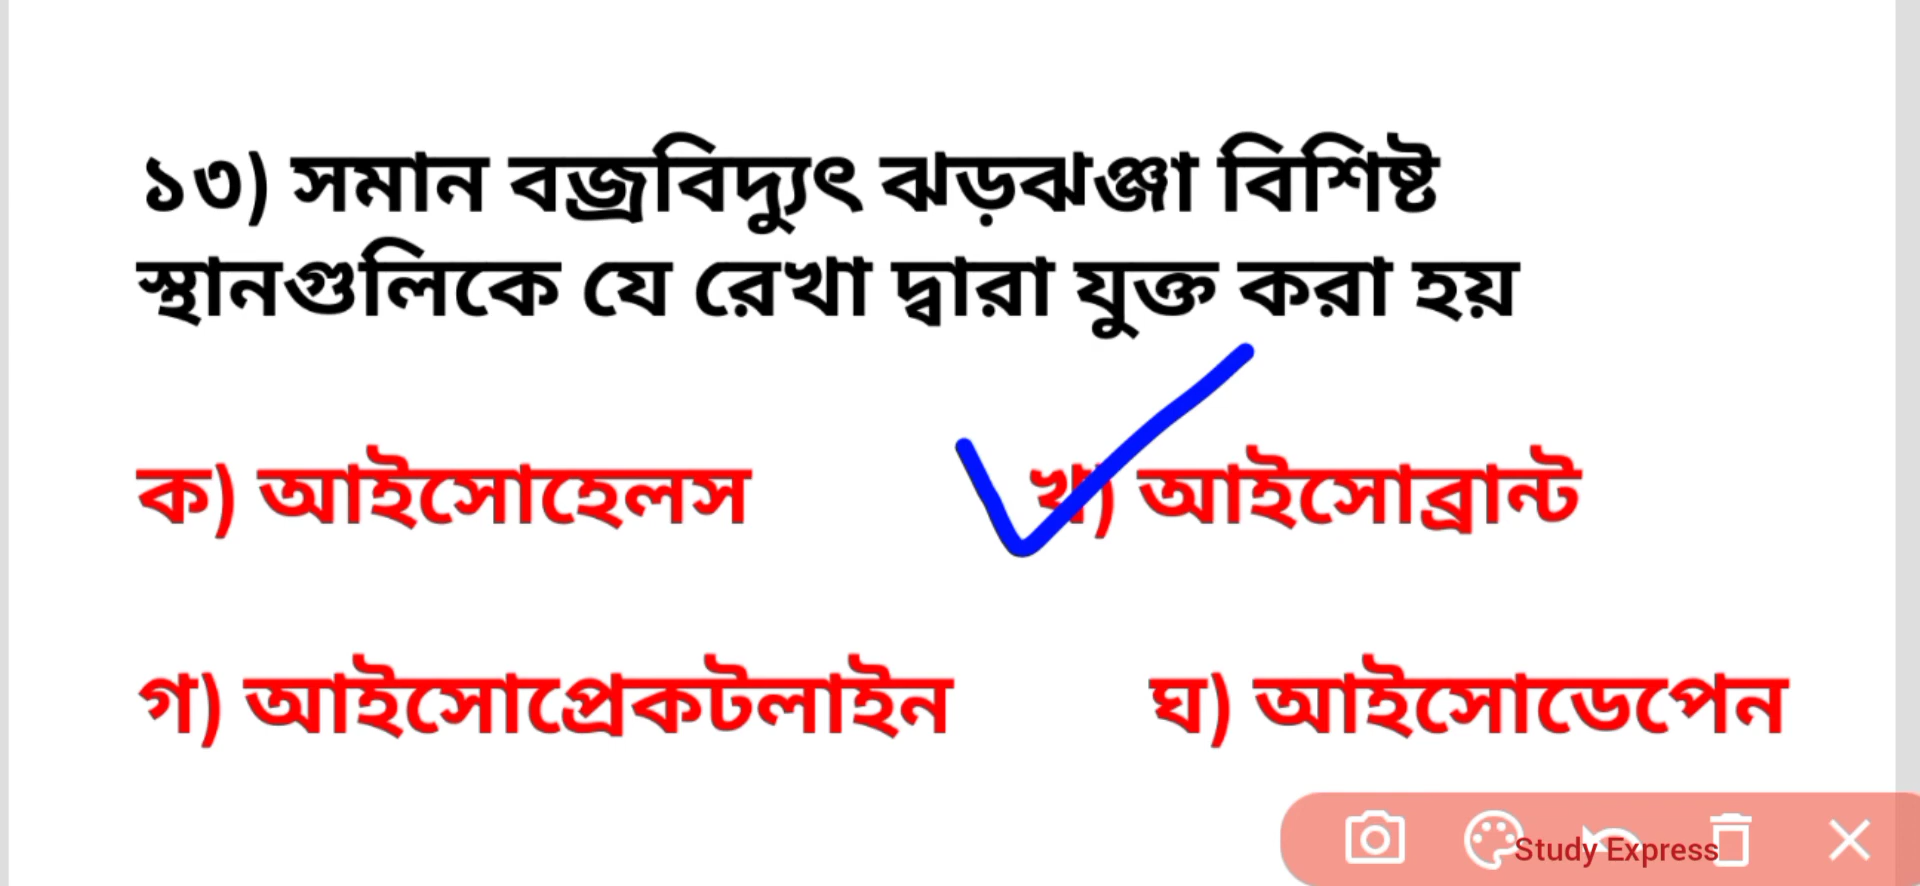 ১৩) সমান বজ্রবিদ্যুৎ ঝড়ঝঞ্জা বিশিষ্ট
স্থানগুলিকে যে রেখা দ্বারা যুক্ত করা হয়
ক) আইসোহেলস খ) আইসোব্রান্ট
গ) আইসোপ্রেকটলাইন ঘ) আইসোডেপেন
Study Express